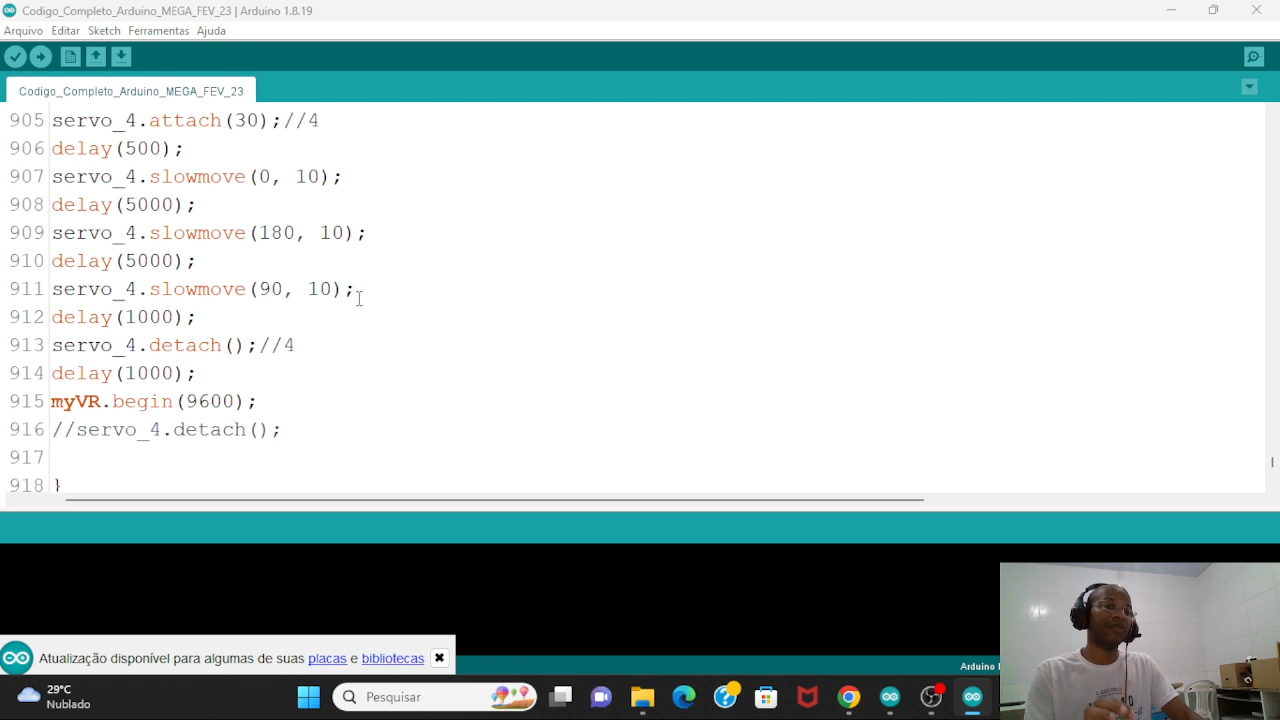 Codigo_Completo_Arduino_MEGA_FEV_23 | Arduino 1.8.19
Arquivo Editar Sketch Ferramentas Ajuda
Codigo_Completo_Arduino_MEGA_FEV_23
905 servo_4.attach(30);//4
906 delay(500);
907 servo_4.slowmove(0, 10);
908 delay(5000);
909 servo_4.slowmove(180, 10);
910 delay(5000);
911 servo_4.slowmove(90, 10);
912 delay(1000);
913 servo_4.detach();//4
914 delay(1000);
915 myVR.begin(9600);
916 //servo_4.detach();
917
918 }
Atualização disponível para algumas de suas placas e bibliotecas
Arduino
29°C
Nublado
Pesquisar